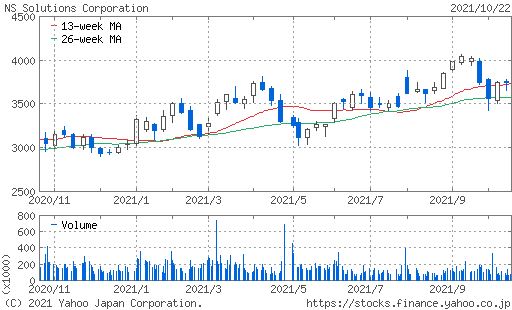 NS Solutions Corporation 2021/10/22
4500
13-week MA
26-week MA
4000
3500
3000
2500
2020/11 2021/1 2021/3 2021/5 2021/7 2021/9
800
Volume
600
400
200
0
(x1000)
2020/11 2021/1 2021/3 2021/5 2021/7 2021/9
(C) 2021 Yahoo Japan Corporation. https://stocks.finance.yahoo.co.jp/